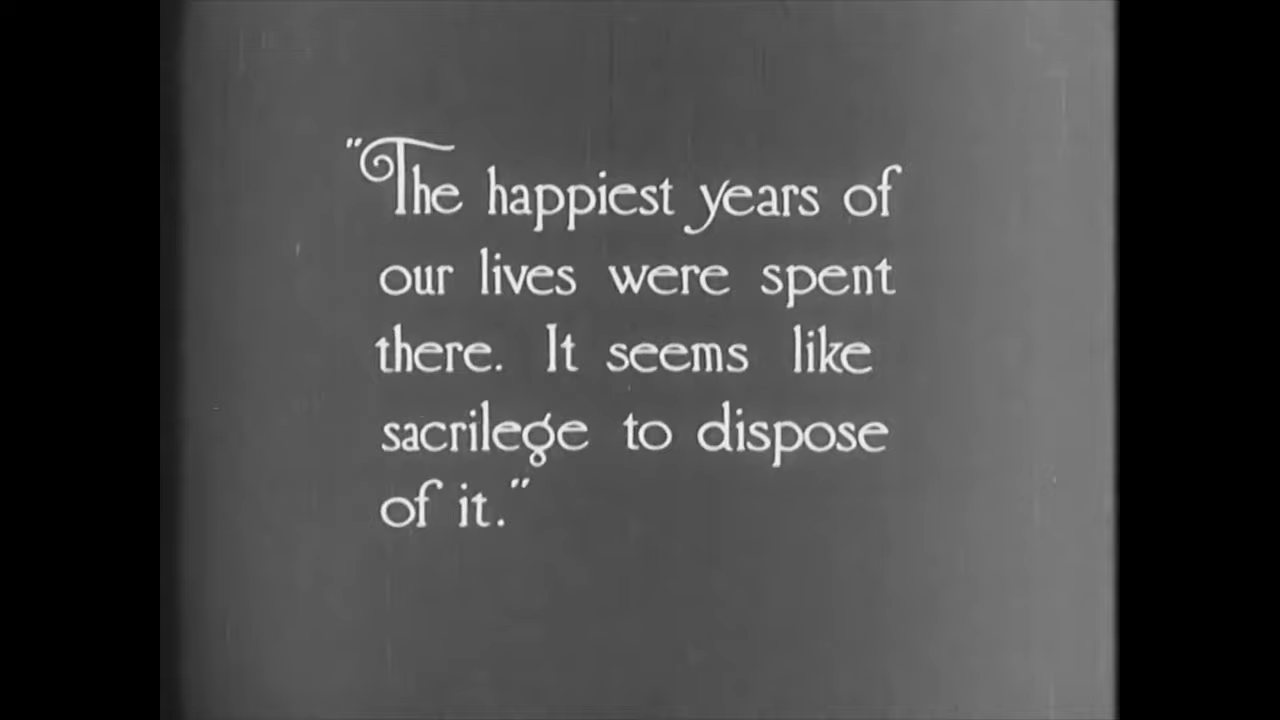 "The happiest years of
our lives were spent
there. It seems like
sacrilege to dispose
of it."